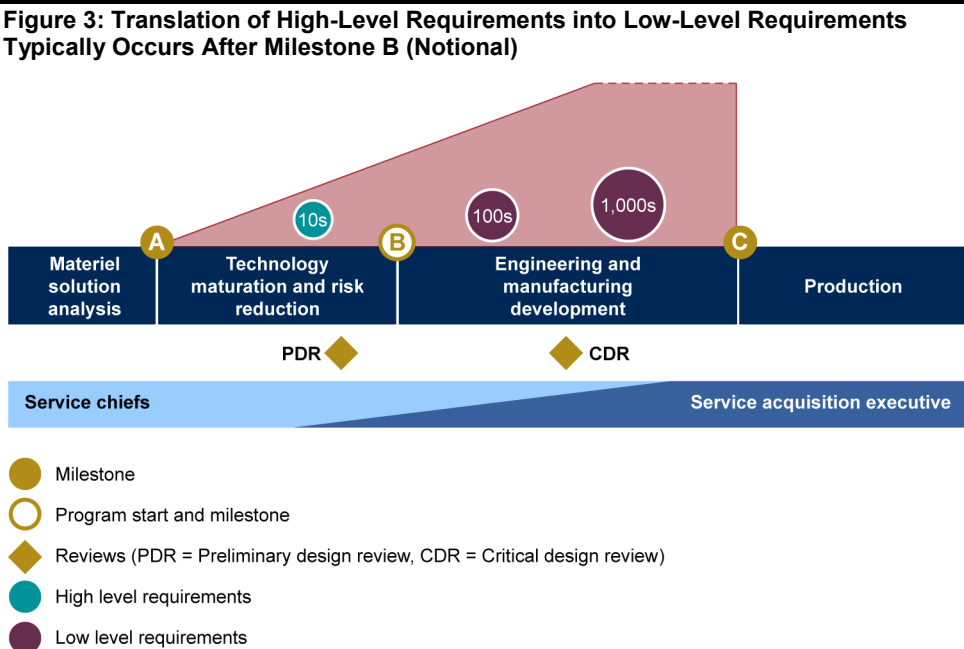 Figure 3: Translation of High-Level Requirements into Low-Level Requirements
Typically Occurs After Milestone B (Notional)
10s
100s
1,000s
A
B
C
Materiel
solution
analysis
Technology
maturation and risk
reduction
Engineering and
manufacturing
development
Production
PDR
CDR
Service chiefs
Service acquisition executive
Milestone
Program start and milestone
Reviews (PDR = Preliminary design review, CDR = Critical design review)
High level requirements
Low level requirements